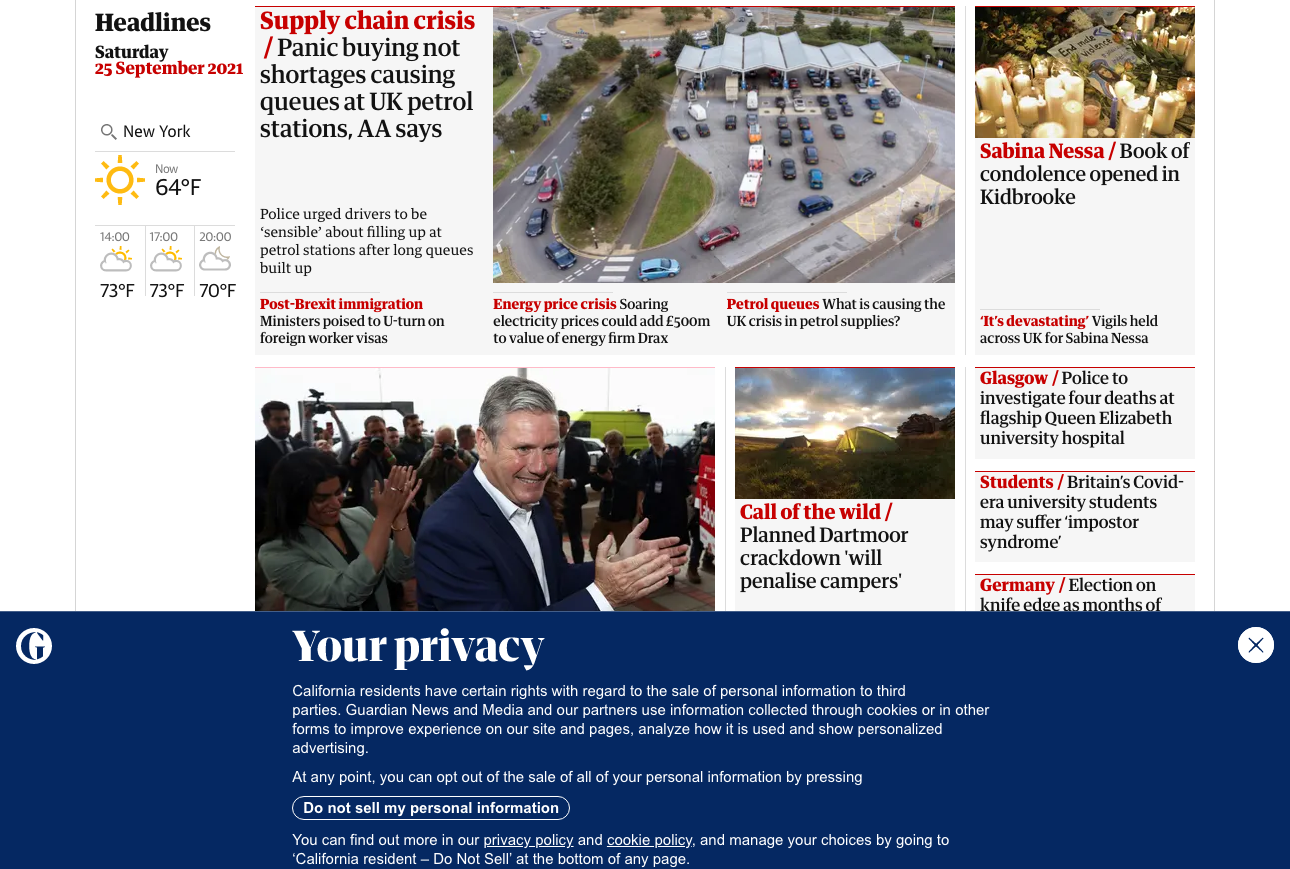 Headlines
Saturday
25 September 2021
New York
Now
64°F
14:00
17:00
20:00
73°F
73°F
70°F
Supply chain crisis
/ Panic buying not
shortages causing
queues at UK petrol
stations, AA says
Police urged drivers to be
‘sensible’ about filling up at
petrol stations after long queues
built up
Post-Brexit immigration
Ministers poised to U-turn on
foreign worker visas
Energy price crisis Soaring
electricity prices could add £500m
to value of energy firm Drax
Petrol queues What is causing the
UK crisis in petrol supplies?
End male
violence
Sabina Nessa / Book of
condolence opened in
Kidbrooke
‘It’s devastating’ Vigils held
across UK for Sabina Nessa
Call of the wild /
Planned Dartmoor
crackdown 'will
penalise campers'
Glasgow / Police to
investigate four deaths at
flagship Queen Elizabeth
university hospital
Students / Britain’s Covid-
era university students
may suffer ‘impostor
syndrome’
Germany / Election on
knife edge as months of
G
Your privacy
California residents have certain rights with regard to the sale of personal information to third
parties. Guardian News and Media and our partners use information collected through cookies or in other
forms to improve experience on our site and pages, analyze how it is used and show personalized
advertising.
At any point, you can opt out of the sale of all of your personal information by pressing
Do not sell my personal information
You can find out more in our privacy policy and cookie policy, and manage your choices by going to
‘California resident – Do Not Sell’ at the bottom of any page.